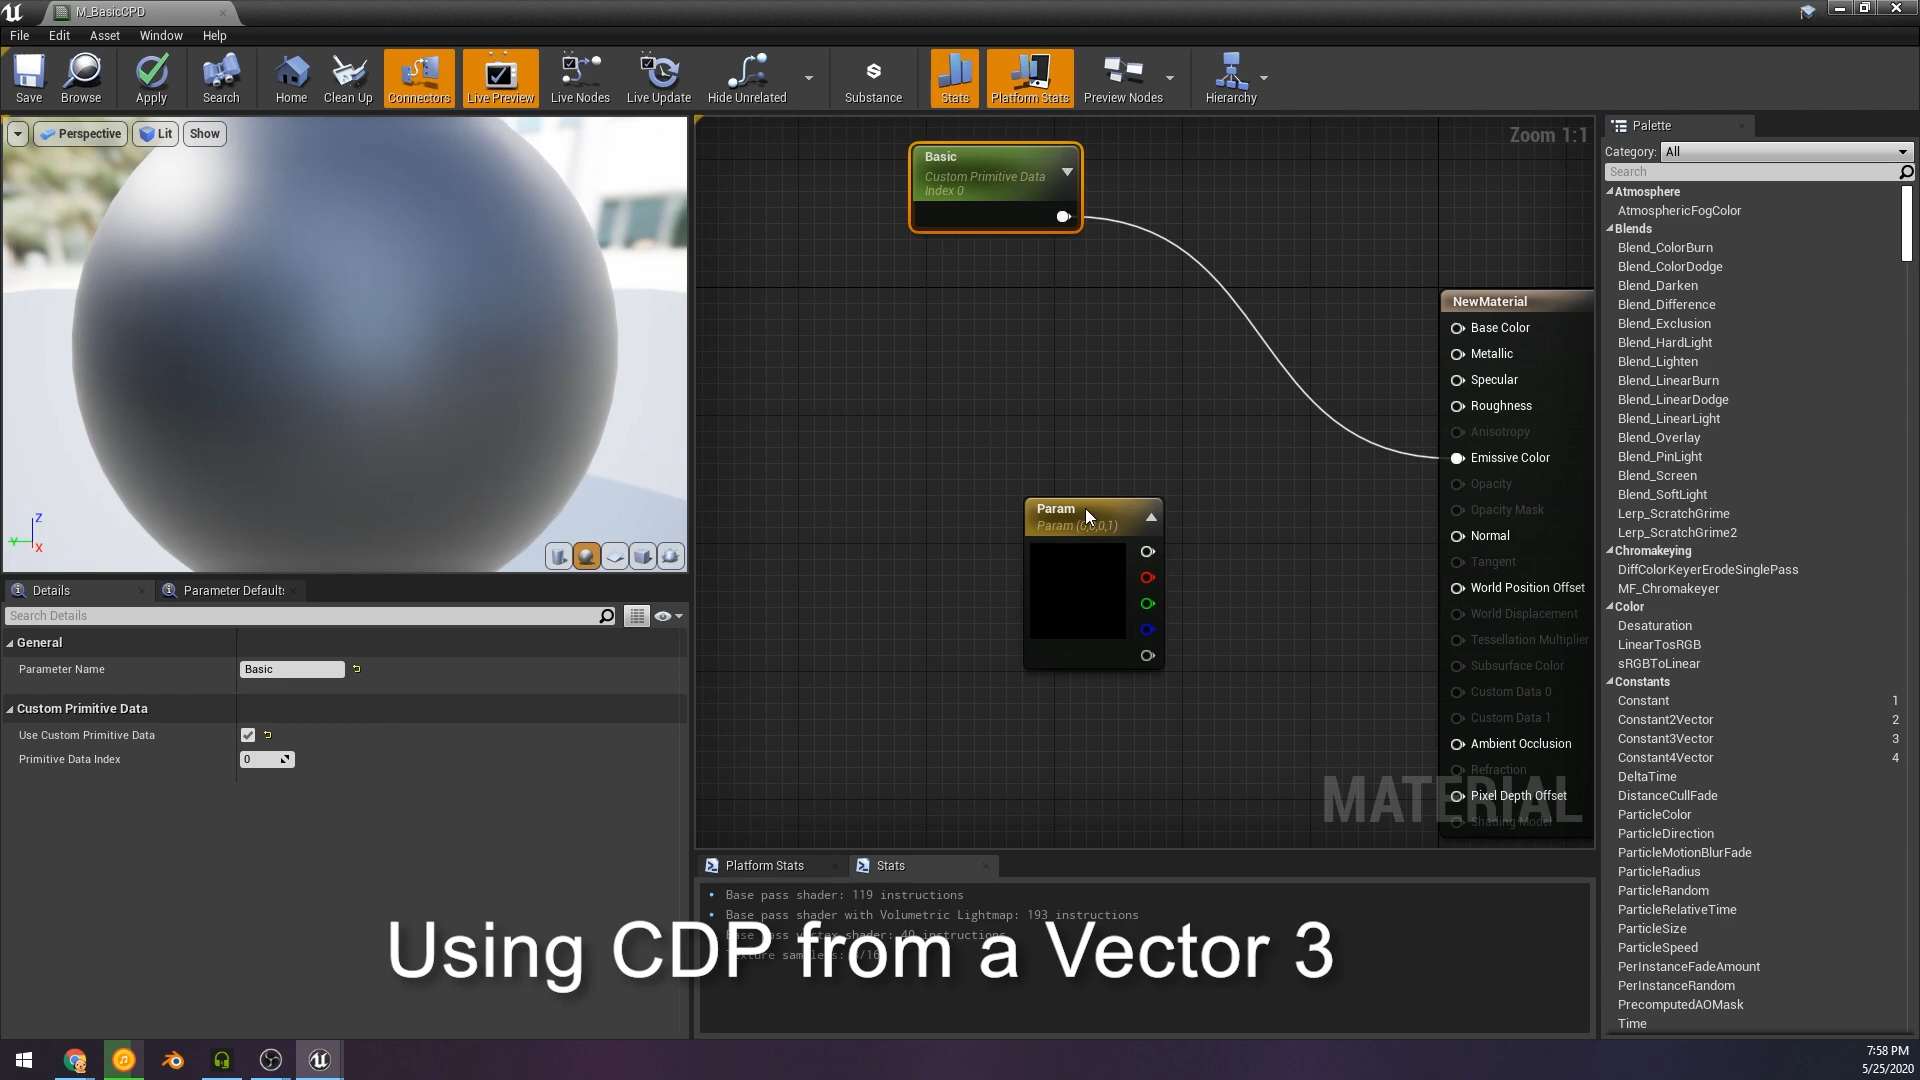 M_BasicCPD
File Edit Asset Window Help
Save Browse Apply Search Home Clean Up Connectors Live Preview Live Nodes Live Update Hide Unrelated Substance Stats Platform Stats Preview Nodes Hierarchy
Perspective Lit Show
Z
Y
X
Details
Parameter Defaults
Search Details
General
Parameter Name Basic
Custom Primitive Data
Use Custom Primitive Data
Primitive Data Index 0
Zoom 1:1
Basic
Custom Primitive Data
Index 0
Param
Param (0,0,0,1)
NewMaterial
Base Color
Metallic
Specular
Roughness
Anisotropy
Emissive Color
Opacity
Opacity Mask
Normal
Tangent
World Position Offset
World Displacement
Tessellation Multiplier
Subsurface Color
Custom Data 0
Custom Data 1
Ambient Occlusion
Refraction
Pixel Depth Offset
Shading Model
MATERIAL
Platform Stats
Stats
Base pass shader: 119 instructions
Base pass shader with Volumetric Lightmap: 193 instructions
Base pass vertex shader: 40 instructions
Using CDP from a Vector 3
Palette
Category: All
Search
Atmosphere
AtmosphericFogColor
Blends
Blend_ColorBurn
Blend_ColorDodge
Blend_Darken
Blend_Difference
Blend_Exclusion
Blend_HardLight
Blend_Lighten
Blend_LinearBurn
Blend_LinearDodge
Blend_LinearLight
Blend_Overlay
Blend_PinLight
Blend_Screen
Blend_SoftLight
Lerp_ScratchGrime
Lerp_ScratchGrime2
Chromakeying
DiffColorKeyerErodeSinglePass
MF_Chromakeyer
Color
Desaturation
LinearTosRGB
sRGBToLinear
Constants
Constant 1
Constant2Vector 2
Constant3Vector 3
Constant4Vector 4
DeltaTime
DistanceCullFade
ParticleColor
ParticleDirection
ParticleMotionBlurFade
ParticleRadius
ParticleRandom
ParticleRelativeTime
ParticleSize
ParticleSpeed
PerInstanceFadeAmount
PerInstanceRandom
PrecomputedAOMask
Time
7:58 PM
5/25/2020